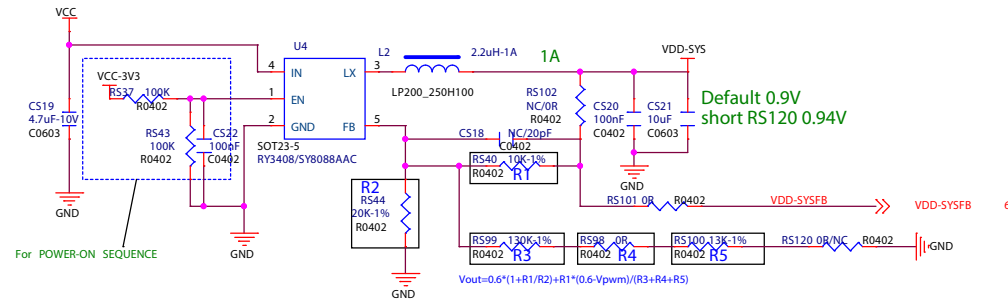 VCC
U4
L2
2.2uH-1A
1A
VDD-SYS
4
IN
LX
3
VCC-3V3
RS37
100K
R0402
1
EN
LP200_250H100
RS102
NC/0R
R0402
CS20
100nF
C0402
CS21
10uF
C0603
Default 0.9V
short RS120 0.94V
CS19
4.7uF-10V
C0603
RS43
100K
R0402
CS22
100nF
C0402
2
GND
FB
5
SOT23-5
RY3408/SY8088AAC
CS18
NC/20pF
C0402
RS40
10K-1%
R0402
R1
GND
R2
RS44
20K-1%
R0402
RS101 0R
R0402
VDD-SYSFB
VDD-SYSFB
6
GND
GND
For POWER-ON SEQUENCE
RS99
130K-1%
R0402
R3
RS98
0R
R0402
R4
RS100 13K-1%
R0402
R5
RS120 0R/NC
R0402
GND
Vout=0.6*(1+R1/R2)+R1*(0.6-Vpwm)/(R3+R4+R5)
GND